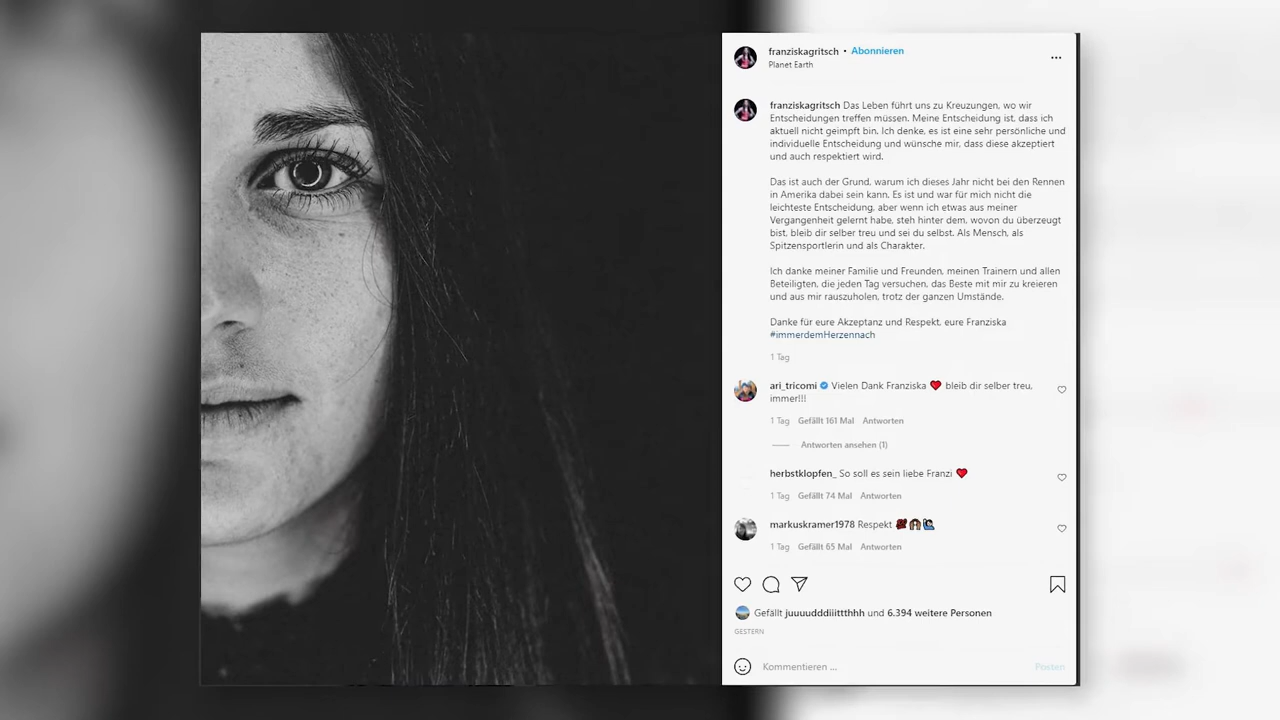 franziskagritsch • Abonnieren
Planet Earth
franziskagritsch Das Leben führt uns zu Kreuzungen, wo wir
Entscheidungen treffen müssen. Meine Entscheidung ist, dass ich
aktuell nicht geimpft bin. Ich denke, es ist eine sehr persönliche und
individuelle Entscheidung und wünsche mir, dass diese akzeptiert
und auch respektiert wird.
Das ist auch der Grund, warum ich dieses Jahr nicht bei den Rennen
in Amerika dabei sein kann. Es ist und war für mich nicht die
leichteste Entscheidung, aber wenn ich etwas aus meiner
Vergangenheit gelernt habe, steh hinter dem, wovon du überzeugt
bist, bleib dir selber treu und sei du selbst. Als Mensch, als
Spitzensportlerin und als Charakter.
Ich danke meiner Familie und Freunden, meinen Trainern und allen
Beteiligten, die jeden Tag versuchen, das Beste mit mir zu kreieren
und aus mir rauszuholen, trotz der ganzen Umstände.
Danke für eure Akzeptanz und Respekt, eure Franziska
#immerdemHerzennach
1 Tag
ari_tricomi Vielen Dank Franziska ❤️ bleib dir selber treu,
immer!!!
1 Tag Gefällt 161 Mal Antworten
Antworten ansehen (1)
herbstklopfen_ So soll es sein liebe Franzi ❤️
1 Tag Gefällt 74 Mal Antworten
markuskramer1978 Respekt
1 Tag Gefällt 65 Mal Antworten
Gefällt juuuudddiiittthhh und 6.394 weitere Personen
GESTERN
Kommentieren ...
Posten